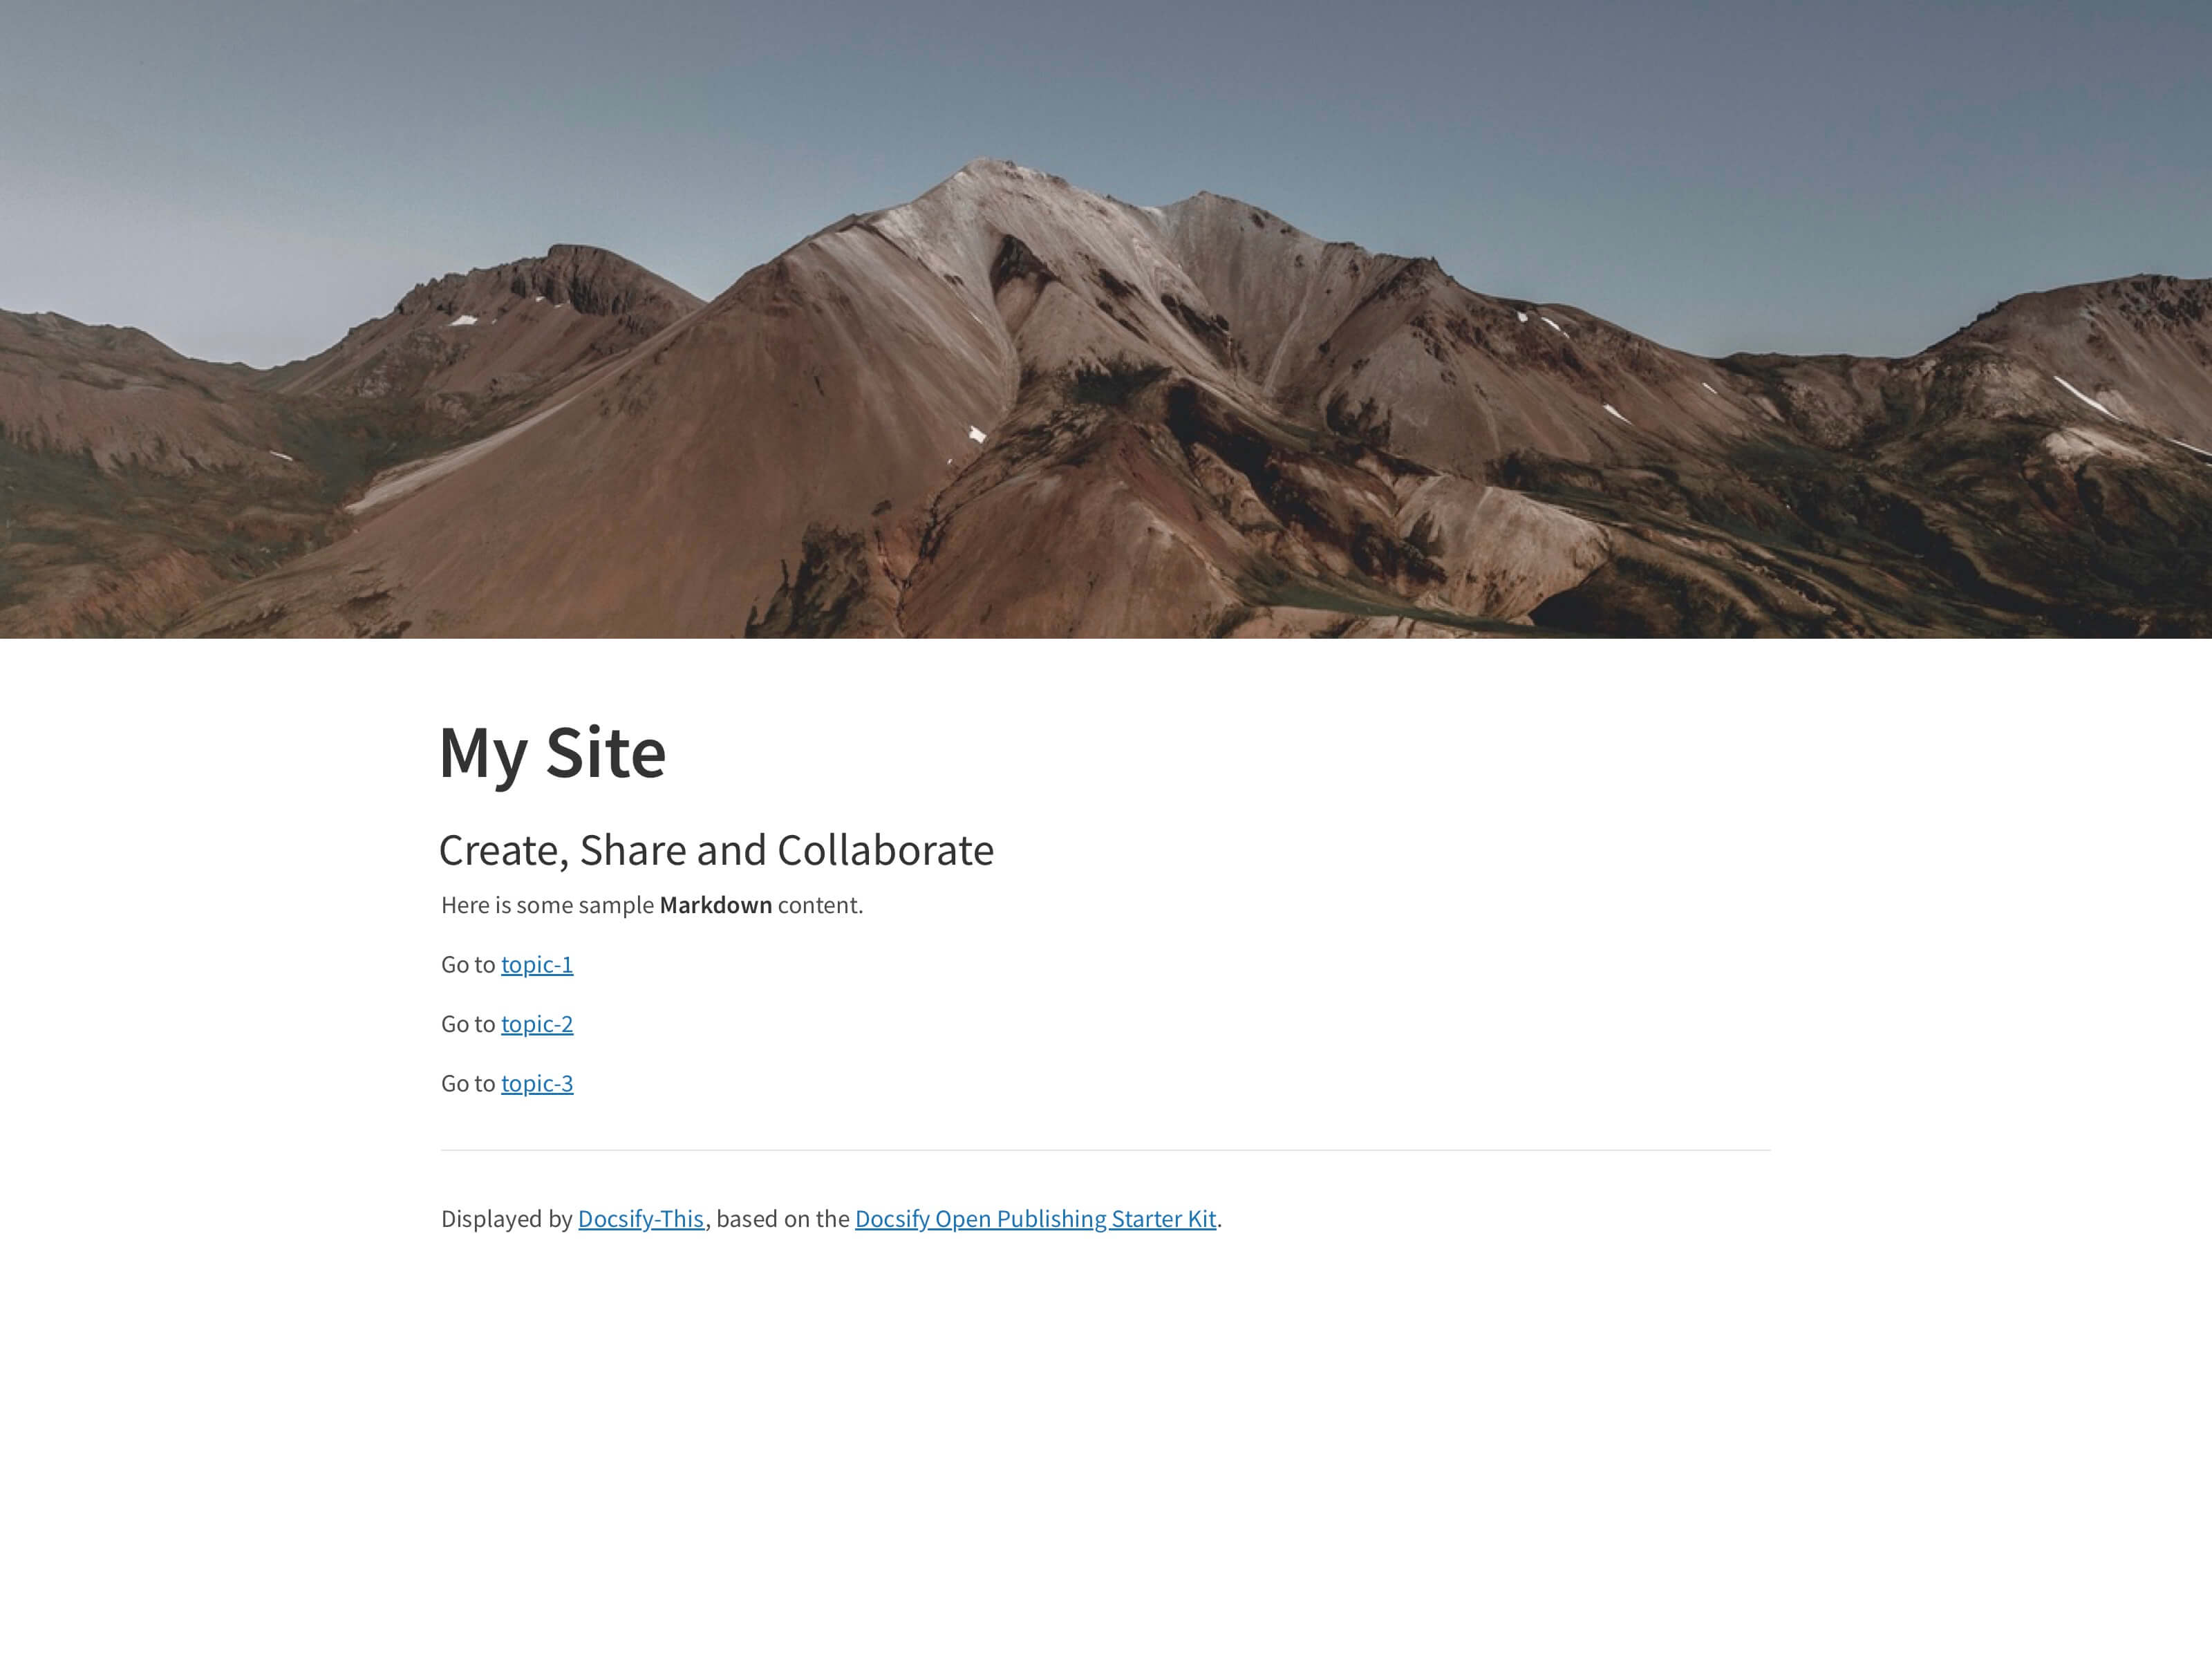 My Site
Create, Share and Collaborate
Here is some sample Markdown content.
Go to topic-1
Go to topic-2
Go to topic-3
Displayed by Docsify-This, based on the Docsify Open Publishing Starter Kit.